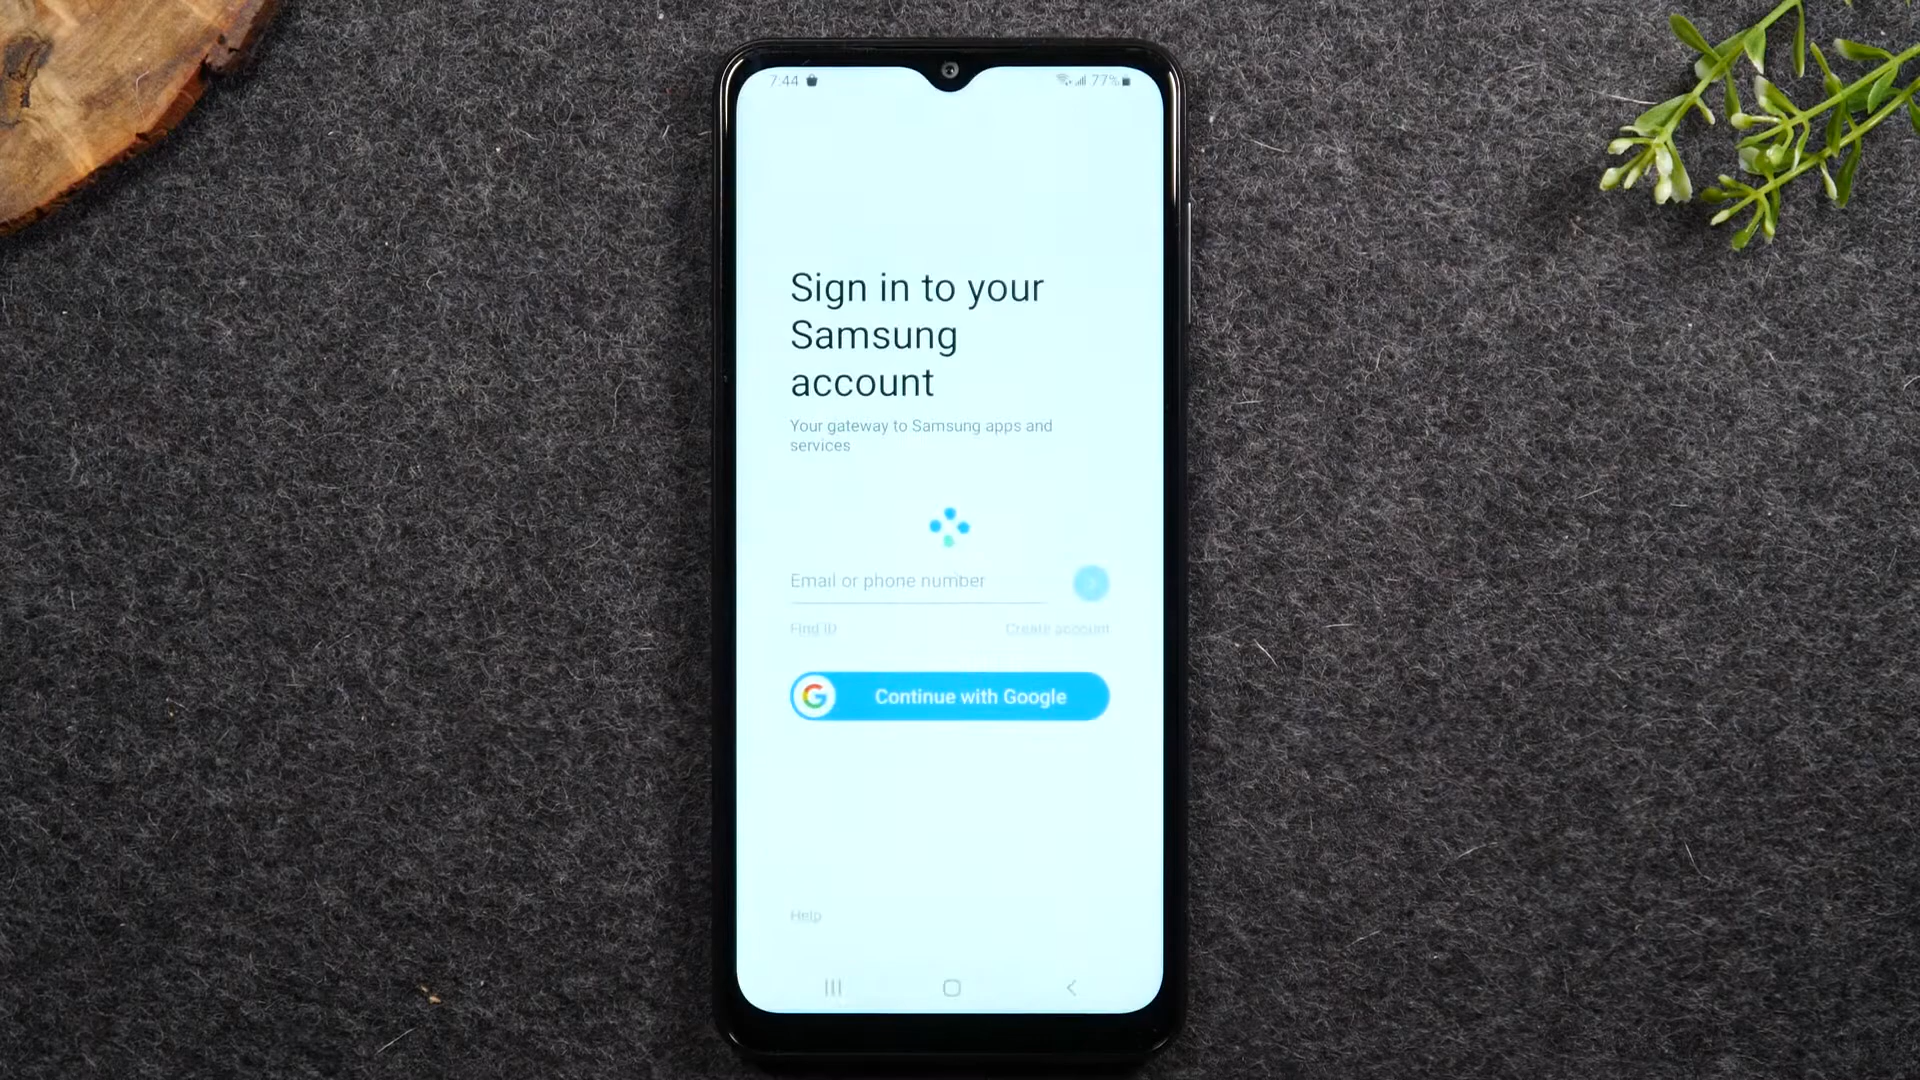 7:44 77%
Sign in to your
Samsung
account
Your gateway to Samsung apps and
services
Email or phone number
Find ID Create account
G Continue with Google
Help